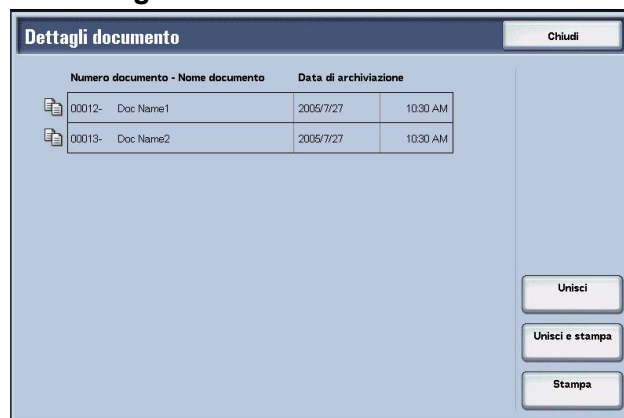 Dettagli documento
Chiudi
Numero documento - Nome documento Data di archiviazione
00012- Doc Name1 2005/7/27 10:30 AM
00013- Doc Name2 2005/7/27 10:30 AM
Unisci
Unisci e stampa
Stampa